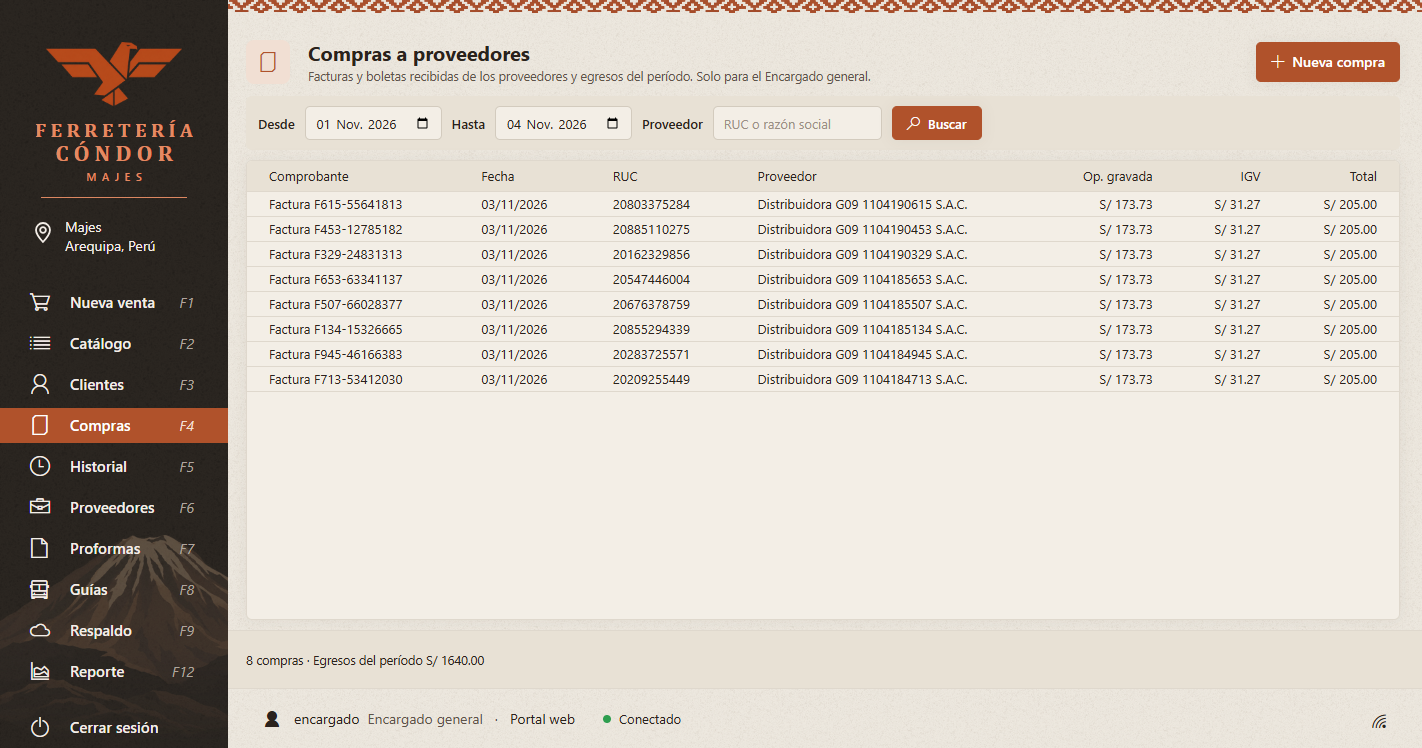 FERRETERÍA
CÓNDOR
MAJES
Majes
Arequipa, Perú
Nueva venta F1
Catálogo F2
Clientes F3
Compras F4
Historial F5
Proveedores F6
Proformas F7
Guías F8
Respaldo F9
Reporte F12
Cerrar sesión
Compras a proveedores
Facturas y boletas recibidas de los proveedores y egresos del período. Solo para el Encargado general.
Nueva compra
Desde 01 Nov. 2026 Hasta 04 Nov. 2026 Proveedor RUC o razón social Buscar
Comprobante Fecha RUC Proveedor Op. gravada IGV Total
Factura F615-55641813 03/11/2026 20803375284 Distribuidora G09 1104190615 S.A.C. S/ 173.73 S/ 31.27 S/ 205.00
Factura F453-12785182 03/11/2026 20885110275 Distribuidora G09 1104190453 S.A.C. S/ 173.73 S/ 31.27 S/ 205.00
Factura F329-24831313 03/11/2026 20162329856 Distribuidora G09 1104190329 S.A.C. S/ 173.73 S/ 31.27 S/ 205.00
Factura F653-63341137 03/11/2026 20547446004 Distribuidora G09 1104185653 S.A.C. S/ 173.73 S/ 31.27 S/ 205.00
Factura F507-66028377 03/11/2026 20676378759 Distribuidora G09 1104185507 S.A.C. S/ 173.73 S/ 31.27 S/ 205.00
Factura F134-15326665 03/11/2026 20855294339 Distribuidora G09 1104185134 S.A.C. S/ 173.73 S/ 31.27 S/ 205.00
Factura F945-46166383 03/11/2026 20283725571 Distribuidora G09 1104184945 S.A.C. S/ 173.73 S/ 31.27 S/ 205.00
Factura F713-53412030 03/11/2026 20209255449 Distribuidora G09 1104184713 S.A.C. S/ 173.73 S/ 31.27 S/ 205.00
8 compras · Egresos del período S/ 1640.00
encargado Encargado general · Portal web Conectado